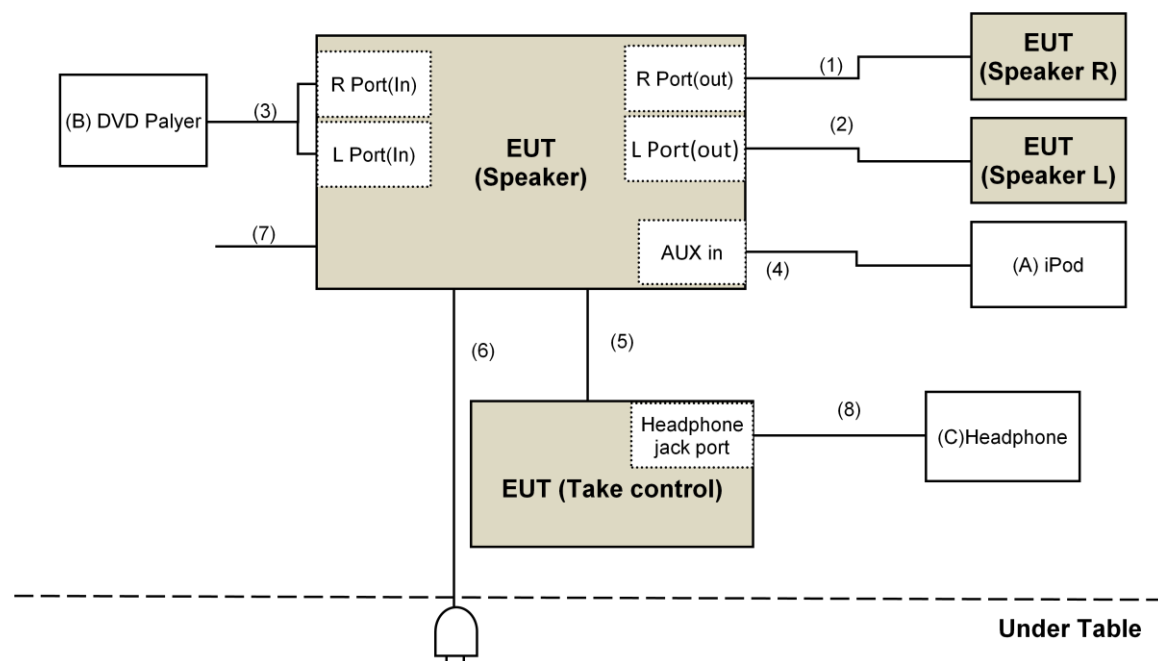 EUT
(Speaker R)
(1)
R Port(In)
R Port(out)
(B) DVD Palyer
(3)
(2)
L Port(In)
EUT
(Speaker)
L Port(out)
EUT
(Speaker L)
(7)
AUX in
(4)
(A) iPod
(6)
(5)
Headphone
jack port
(8)
(C)Headphone
EUT (Take control)
Under Table